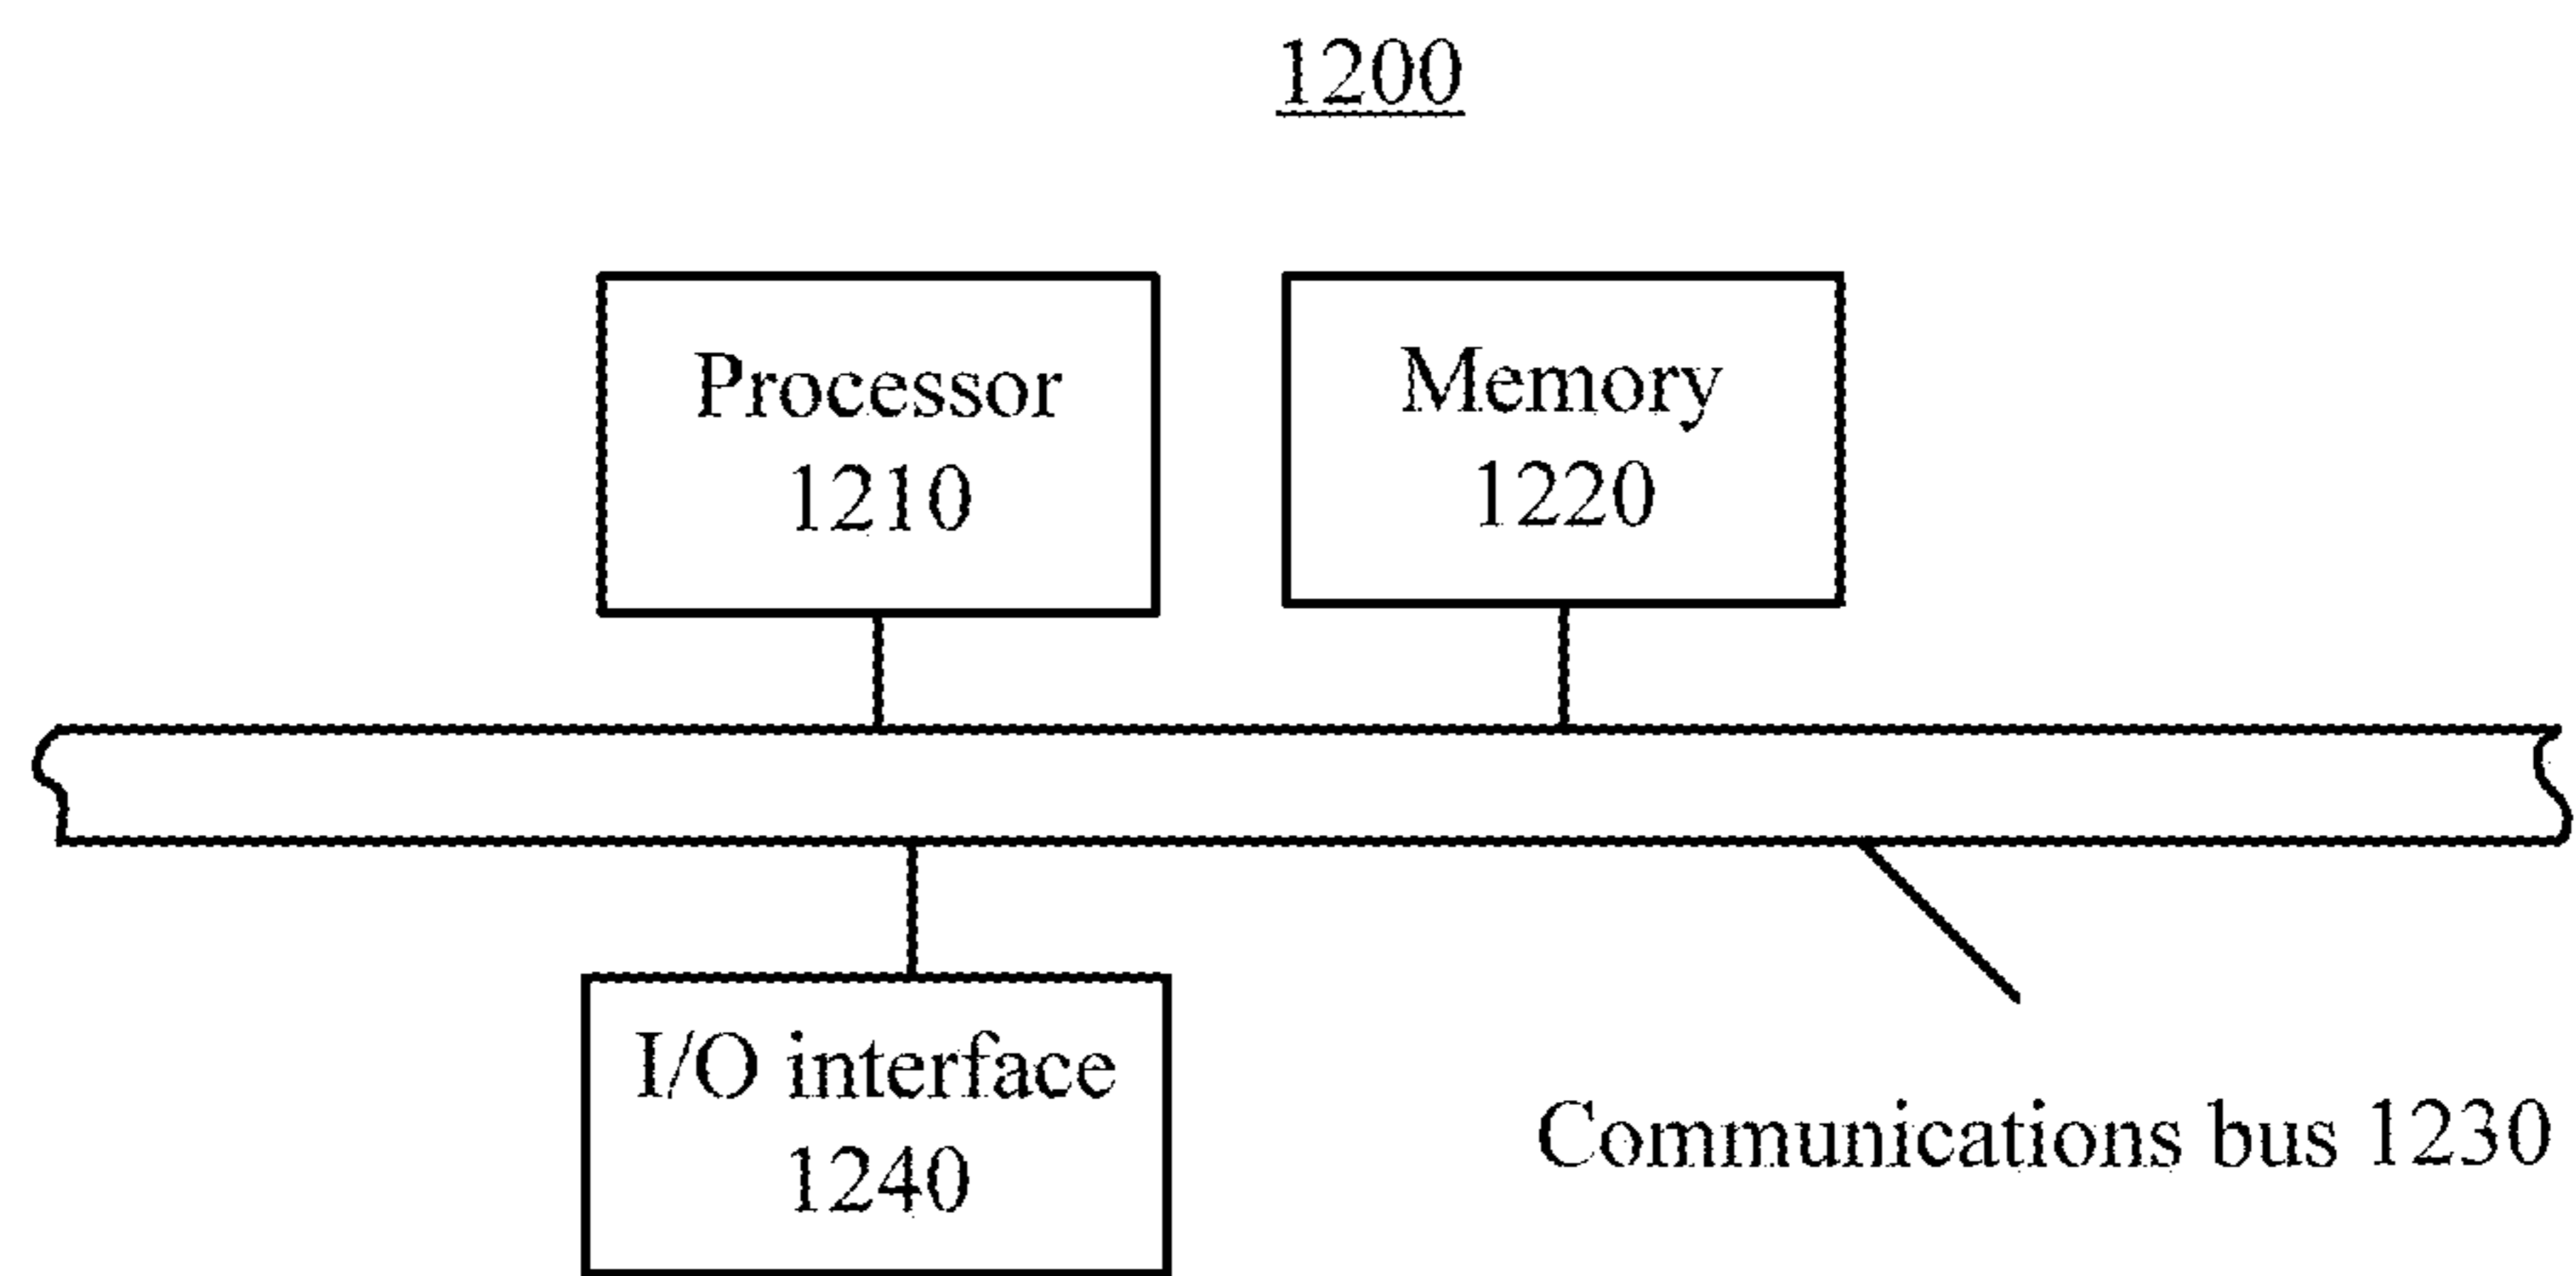 1200
Processor
1210
Memory
1220
I/O interface
1240
Communications bus 1230